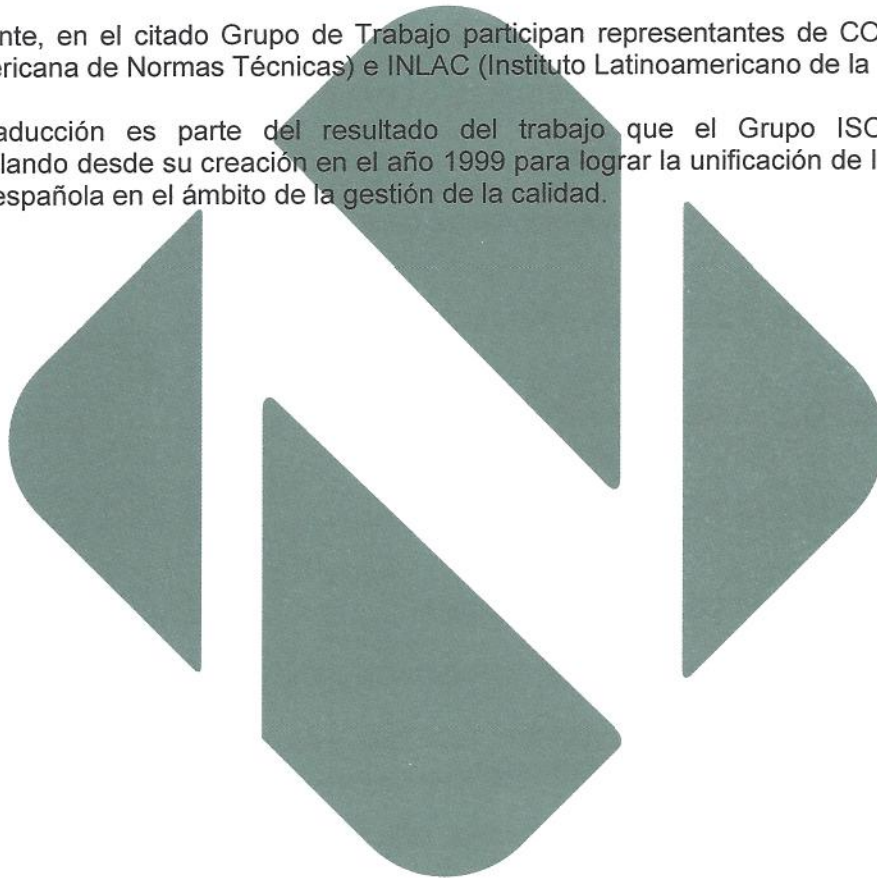 nte, en el citado Grupo de Trabajo participan representantes de CO
ericana de Normas Técnicas) e INLAC (Instituto Latinoamericano de la
aducción es parte del resultado del trabajo que el Grupo ISO
lando desde su creación en el año 1999 para lograr la unificación de l
española en el ámbito de la gestión de la calidad.